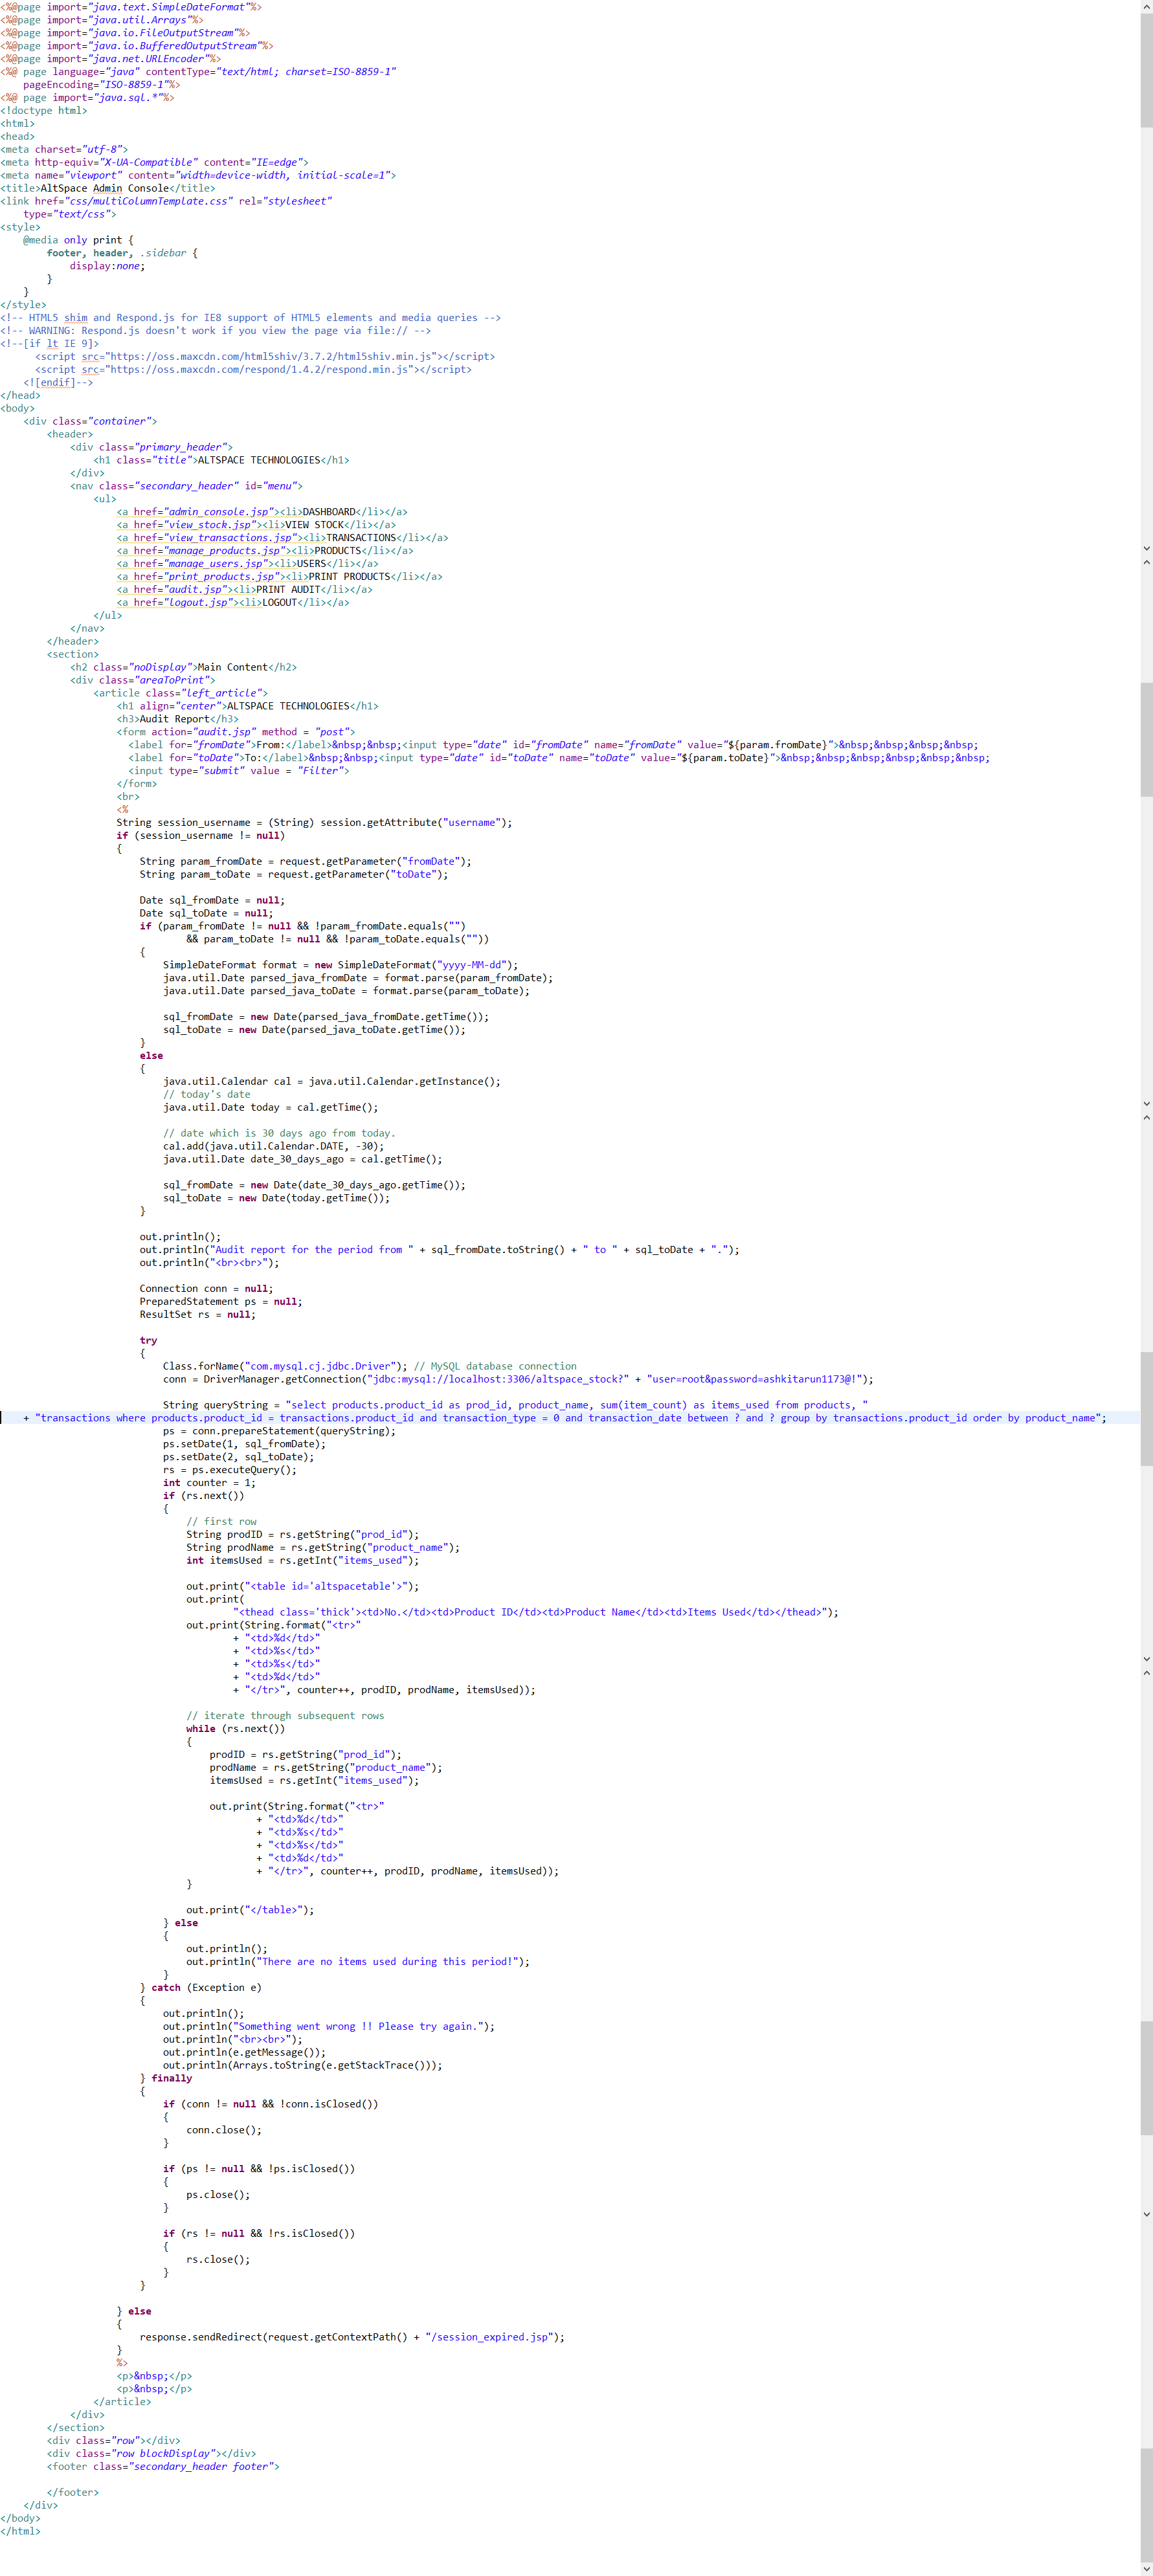 <%@page import="java.text.SimpleDateFormat"%>
<%@page import="java.util.Arrays"%>
<%@page import="java.io.FileOutputStream"%>
<%@page import="java.io.BufferedOutputStream"%>
<%@page import="java.net.URLEncoder"%>
<%@ page language="java" contentType="text/html; charset=ISO-8859-1"
    pageEncoding="ISO-8859-1"%>
<%@ page import="java.sql.*"%>
<!doctype html>
<html>
<head>
<meta charset="utf-8">
<meta http-equiv="X-UA-Compatible" content="IE=edge">
<meta name="viewport" content="width=device-width, initial-scale=1">
<title>AltSpace Admin Console</title>
<link href="css/multiColumnTemplate.css" rel="stylesheet"
    type="text/css">
<style>
    @media only print {
        footer, header, .sidebar {
            display:none;
        }
    }
</style>
<!-- HTML5 shim and Respond.js for IE8 support of HTML5 elements and media queries -->
<!-- WARNING: Respond.js doesn't work if you view the page via file:// -->
<!--[if lt IE 9]>
      <script src="https://oss.maxcdn.com/html5shiv/3.7.2/html5shiv.min.js"></script>
      <script src="https://oss.maxcdn.com/respond/1.4.2/respond.min.js"></script>
    <![endif]-->
</head>
<body>
    <div class="container">
        <header>
            <div class="primary_header">
                <h1 class="title">ALTSPACE TECHNOLOGIES</h1>
            </div>
            <nav class="secondary_header" id="menu">
                <ul>
                    <a href="admin_console.jsp"><li>DASHBOARD</li></a>
                    <a href="view_stock.jsp"><li>VIEW STOCK</li></a>
                    <a href="view_transactions.jsp"><li>TRANSACTIONS</li></a>
                    <a href="manage_products.jsp"><li>PRODUCTS</li></a>
                    <a href="manage_users.jsp"><li>USERS</li></a>
                    <a href="print_products.jsp"><li>PRINT PRODUCTS</li></a>
                    <a href="audit.jsp"><li>PRINT AUDIT</li></a>
                    <a href="logout.jsp"><li>LOGOUT</li></a>
                </ul>
            </nav>
        </header>
        <section>
            <h2 class="noDisplay">Main Content</h2>
            <div class="areaToPrint">
                <article class="left_article">
                    <h1 align="center">ALTSPACE TECHNOLOGIES</h1>
                    <h3>Audit Report</h3>
                    <form action="audit.jsp" method = "post">
                      <label for="fromDate">From:</label>&nbsp;&nbsp;<input type="date" id="fromDate" name="fromDate" value="${param.fromDate}">&nbsp;&nbsp;&nbsp;&nbsp;
                      <label for="toDate">To:</label>&nbsp;&nbsp;<input type="date" id="toDate" name="toDate" value="${param.toDate}">&nbsp;&nbsp;&nbsp;&nbsp;&nbsp;&nbsp;
                      <input type="submit" value = "Filter">
                    </form>
                    <br>
                    <%
                    String session_username = (String) session.getAttribute("username");
                    if (session_username != null)
                    {
                        String param_fromDate = request.getParameter("fromDate");
                        String param_toDate = request.getParameter("toDate");

                        Date sql_fromDate = null;
                        Date sql_toDate = null;
                        if (param_fromDate != null && !param_fromDate.equals("")
                                && param_toDate != null && !param_toDate.equals(""))
                        {
                            SimpleDateFormat format = new SimpleDateFormat("yyyy-MM-dd");
                            java.util.Date parsed_java_fromDate = format.parse(param_fromDate);
                            java.util.Date parsed_java_toDate = format.parse(param_toDate);

                            sql_fromDate = new Date(parsed_java_fromDate.getTime());
                            sql_toDate = new Date(parsed_java_toDate.getTime());
                        }
                        else
                        {
                            java.util.Calendar cal = java.util.Calendar.getInstance();
                            // today's date
                            java.util.Date today = cal.getTime();

                            // date which is 30 days ago from today.
                            cal.add(java.util.Calendar.DATE, -30);
                            java.util.Date date_30_days_ago = cal.getTime();

                            sql_fromDate = new Date(date_30_days_ago.getTime());
                            sql_toDate = new Date(today.getTime());
                        }

                        out.println();
                        out.println("Audit report for the period from " + sql_fromDate.toString() + " to " + sql_toDate + ".");
                        out.println("<br><br>");

                        Connection conn = null;
                        PreparedStatement ps = null;
                        ResultSet rs = null;

                        try
                        {
                            Class.forName("com.mysql.cj.jdbc.Driver"); // MySQL database connection
                            conn = DriverManager.getConnection("jdbc:mysql://localhost:3306/altspace_stock?" + "user=root&password=ashkitarun1173@!");

                            String queryString = "select products.product_id as prod_id, product_name, sum(item_count) as items_used from products, "
    + "transactions where products.product_id = transactions.product_id and transaction_type = 0 and transaction_date between ? and ? group by transactions.product_id order by product_name";
                            ps = conn.prepareStatement(queryString);
                            ps.setDate(1, sql_fromDate);
                            ps.setDate(2, sql_toDate);
                            rs = ps.executeQuery();
                            int counter = 1;
                            if (rs.next())
                            {
                                // first row
                                String prodID = rs.getString("prod_id");
                                String prodName = rs.getString("product_name");
                                int itemsUsed = rs.getInt("items_used");

                                out.print("<table id='altspacetable'>");
                                out.print(
                                        "<thead class='thick'><td>No.</td><td>Product ID</td><td>Product Name</td><td>Items Used</td></thead>");
                                out.print(String.format("<tr>"
                                        + "<td>%d</td>"
                                        + "<td>%s</td>"
                                        + "<td>%s</td>"
                                        + "<td>%d</td>"
                                        + "</tr>", counter++, prodID, prodName, itemsUsed));

                                // iterate through subsequent rows
                                while (rs.next())
                                {
                                    prodID = rs.getString("prod_id");
                                    prodName = rs.getString("product_name");
                                    itemsUsed = rs.getInt("items_used");

                                    out.print(String.format("<tr>"
                                            + "<td>%d</td>"
                                            + "<td>%s</td>"
                                            + "<td>%s</td>"
                                            + "<td>%d</td>"
                                            + "</tr>", counter++, prodID, prodName, itemsUsed));
                                }

                                out.print("</table>");
                            } else
                            {
                                out.println();
                                out.println("There are no items used during this period!");
                            }
                        } catch (Exception e)
                        {
                            out.println();
                            out.println("Something went wrong !! Please try again.");
                            out.println("<br><br>");
                            out.println(e.getMessage());
                            out.println(Arrays.toString(e.getStackTrace()));
                        } finally
                        {
                            if (conn != null && !conn.isClosed())
                            {
                                conn.close();
                            }

                            if (ps != null && !ps.isClosed())
                            {
                                ps.close();
                            }

                            if (rs != null && !rs.isClosed())
                            {
                                rs.close();
                            }
                        }

                    } else
                    {
                        response.sendRedirect(request.getContextPath() + "/session_expired.jsp");
                    }
                    %>
                    <p>&nbsp;</p>
                    <p>&nbsp;</p>
                </article>
            </div>
        </section>
        <div class="row"></div>
        <div class="row blockDisplay"></div>
        <footer class="secondary_header footer">

        </footer>
    </div>
</body>
</html>